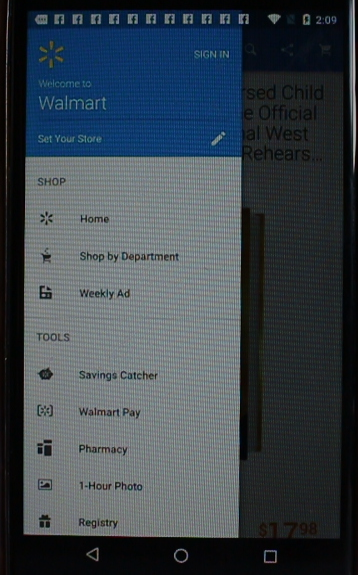 2:09
SIGN IN
Welcome to
Walmart
Set Your Store
rsed Child
e Official
al West
Rehears...
SHOP
Home
Shop by Department
Weekly Ad
TOOLS
Savings Catcher
Walmart Pay
Pharmacy
1-Hour Photo
Registry
$17.98